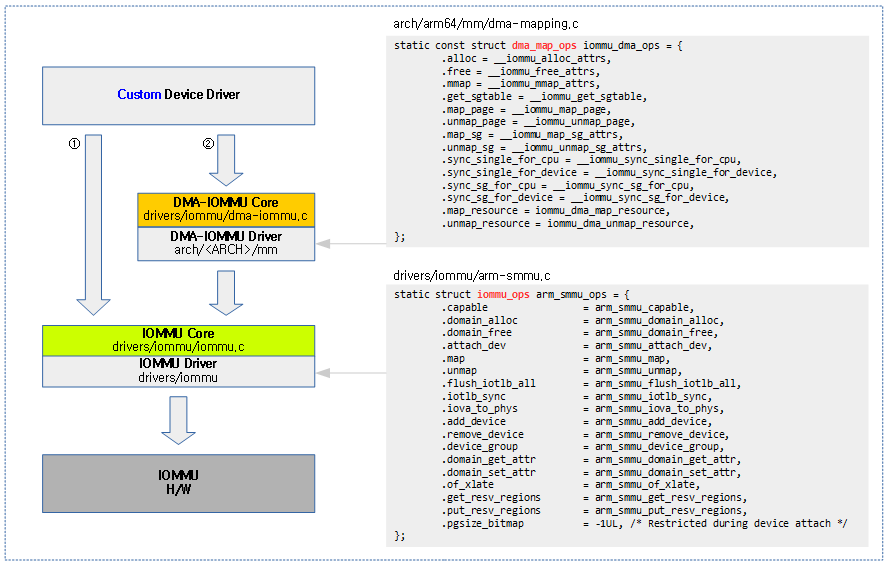 Custom Device Driver
①
②
DMA-IOMMU Core
drivers/iommu/dma-iommu.c
DMA-IOMMU Driver
arch/<ARCH>/mm
IOMMU Core
drivers/iommu/iommu.c
IOMMU Driver
drivers/iommu
IOMMU
H/W
arch/arm64/mm/dma-mapping.c
static const struct dma_map_ops iommu_dma_ops = {
.alloc = __iommu_alloc_attrs,
.free = __iommu_free_attrs,
.mmap = __iommu_mmap_attrs,
.get_sgtable = __iommu_get_sgtable,
.map_page = __iommu_map_page,
.unmap_page = __iommu_unmap_page,
.map_sg = __iommu_map_sg_attrs,
.unmap_sg = __iommu_unmap_sg_attrs,
.sync_single_for_cpu = __iommu_sync_single_for_cpu,
.sync_single_for_device = __iommu_sync_single_for_device,
.sync_sg_for_cpu = __iommu_sync_sg_for_cpu,
.sync_sg_for_device = __iommu_sync_sg_for_device,
.map_resource = iommu_dma_map_resource,
.unmap_resource = iommu_dma_unmap_resource,
};
drivers/iommu/arm-smmu.c
static struct iommu_ops arm_smmu_ops = {
.capable = arm_smmu_capable,
.domain_alloc = arm_smmu_domain_alloc,
.domain_free = arm_smmu_domain_free,
.attach_dev = arm_smmu_attach_dev,
.map = arm_smmu_map,
.unmap = arm_smmu_unmap,
.flush_iotlb_all = arm_smmu_flush_iotlb_all,
.iotlb_sync = arm_smmu_iotlb_sync,
.iova_to_phys = arm_smmu_iova_to_phys,
.add_device = arm_smmu_add_device,
.remove_device = arm_smmu_remove_device,
.device_group = arm_smmu_device_group,
.domain_get_attr = arm_smmu_domain_get_attr,
.domain_set_attr = arm_smmu_domain_set_attr,
.of_xlate = arm_smmu_of_xlate,
.get_resv_regions = arm_smmu_get_resv_regions,
.put_resv_regions = arm_smmu_put_resv_regions,
.pgsize_bitmap = -1UL, /* Restricted during device attach */
};